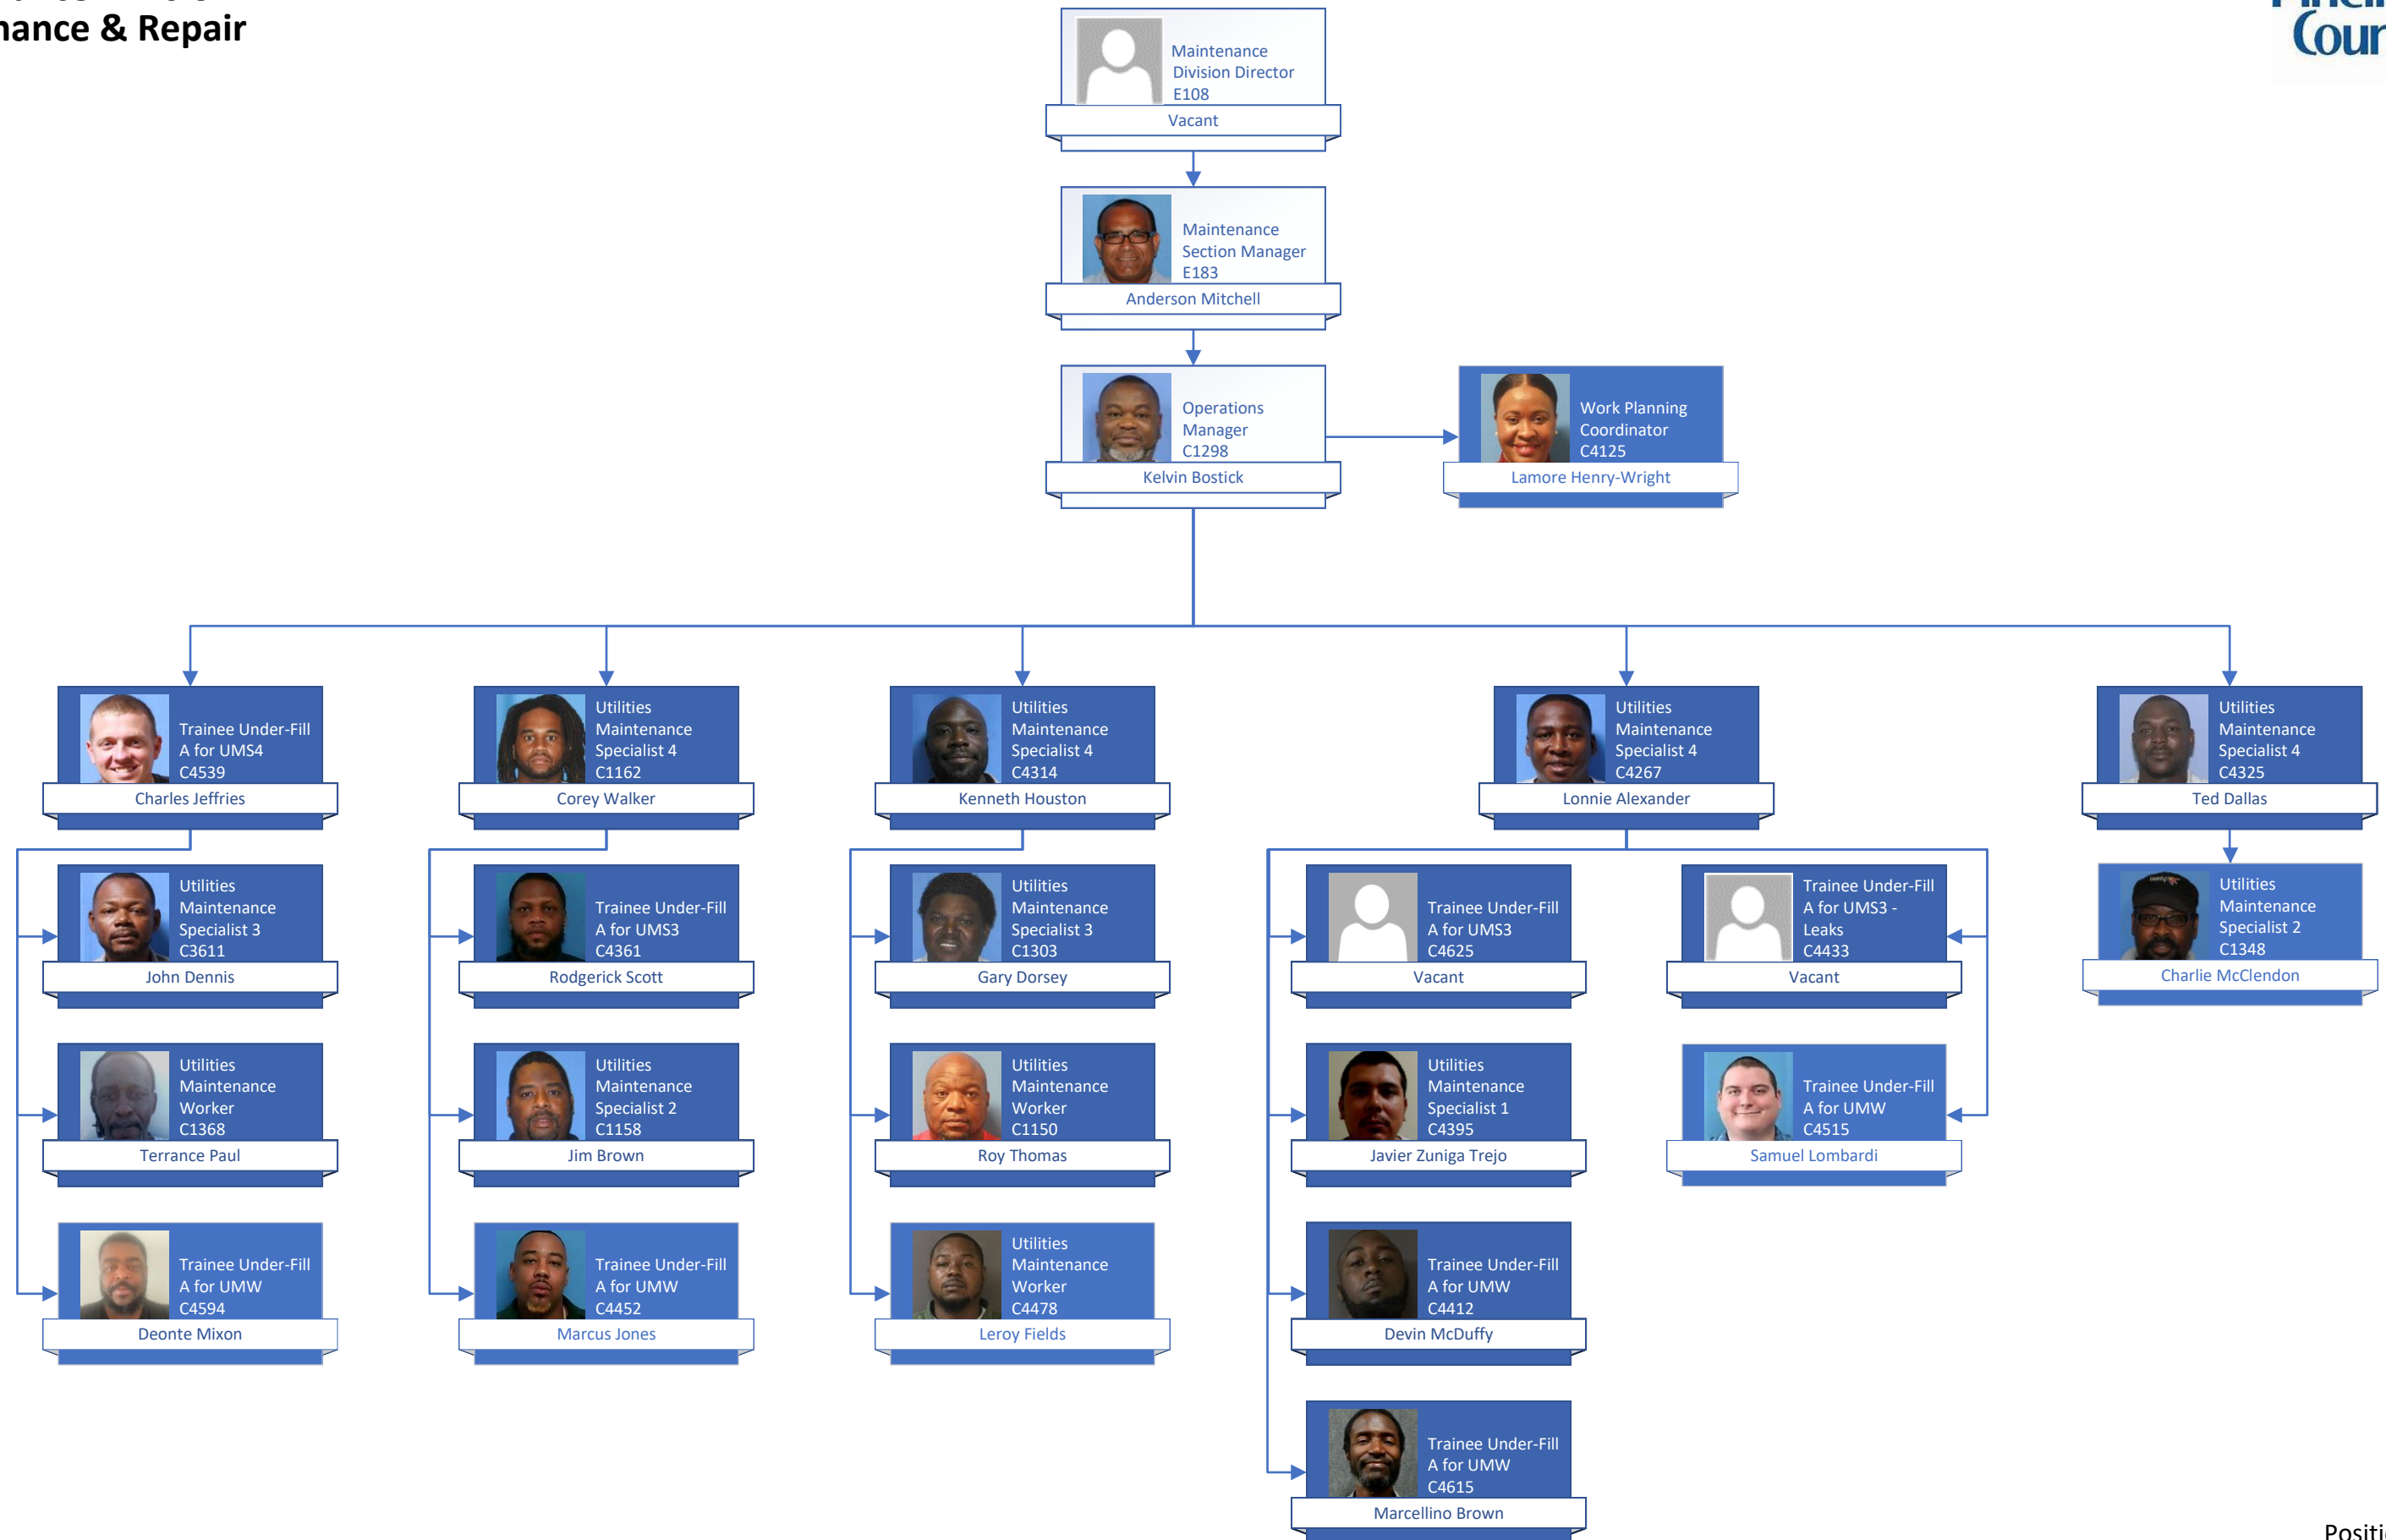 & Repair
Maintenance
Division Director
E108
Vacant
Maintenance
Section Manager
E183
Anderson Mitchell
Operations
Manager
C1298
Kelvin Bostick
Work Planning
Coordinator
C4125
Lamore Henry-Wright
Trainee Under-Fill
A for UMS4
C4539
Charles Jeffries
Utilities
Maintenance
Specialist 4
C1162
Corey Walker
Utilities
Maintenance
Specialist 4
C4314
Kenneth Houston
Utilities
Maintenance
Specialist 4
C4267
Lonnie Alexander
Utilities
Maintenance
Specialist 4
C4325
Ted Dallas
Utilities
Maintenance
Specialist 3
C3611
John Dennis
Trainee Under-Fill
A for UMS3
C4361
Rodgerick Scott
Utilities
Maintenance
Specialist 3
C1303
Gary Dorsey
Trainee Under-Fill
A for UMS3
C4625
Vacant
Trainee Under-Fill
A for UMS3 -
Leaks
C4433
Vacant
Utilities
Maintenance
Specialist 2
C1348
Charlie McClendon
Utilities
Maintenance
Worker
C1368
Terrance Paul
Utilities
Maintenance
Specialist 2
C1158
Jim Brown
Utilities
Maintenance
Worker
C1150
Roy Thomas
Utilities
Maintenance
Specialist 1
C4395
Javier Zuniga Trejo
Trainee Under-Fill
A for UMW
C4515
Samuel Lombardi
Trainee Under-Fill
A for UMW
C4594
Deonte Mixon
Trainee Under-Fill
A for UMW
C4452
Marcus Jones
Utilities
Maintenance
Worker
C4478
Leroy Fields
Trainee Under-Fill
A for UMW
C4412
Devin McDuffy
Trainee Under-Fill
A for UMW
C4615
Marcellino Brown